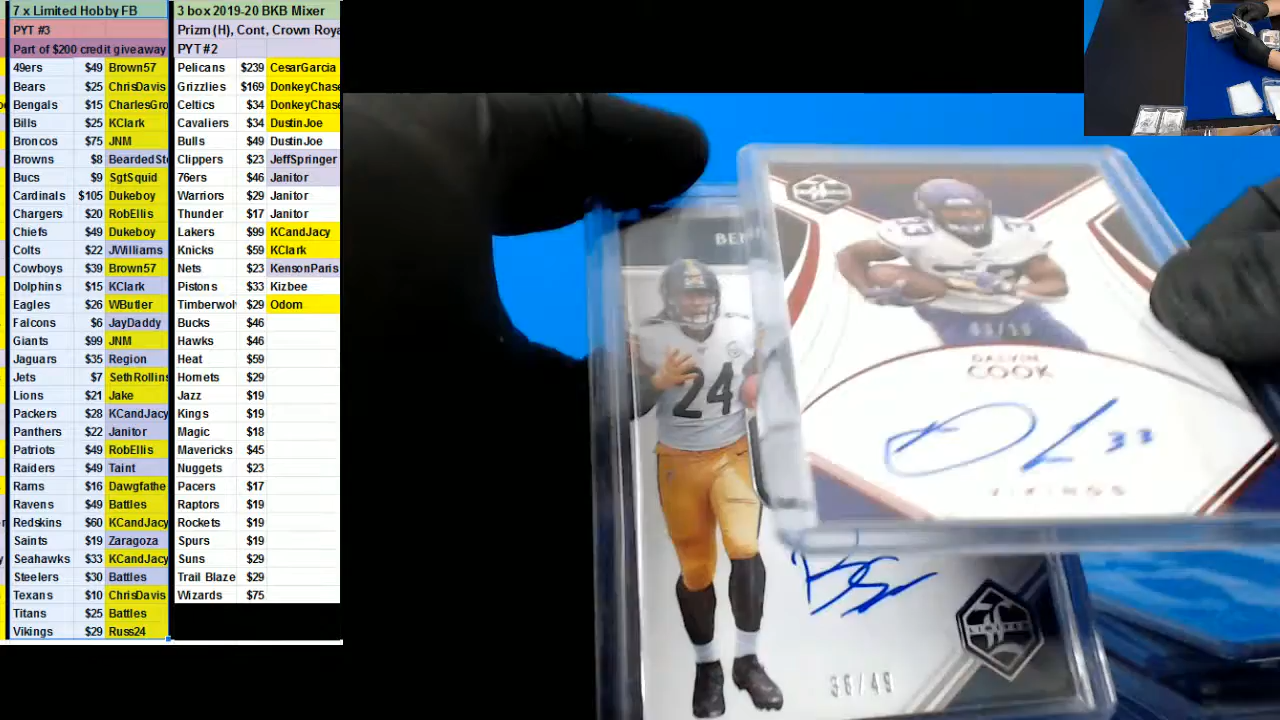 7 x Limited Hobby FB
PYT #3
Part of $200 credit giveaway
49ers $49 Brown57
Bears $25 ChrisDavis
Bengals $15 CharlesGro
Bills $25 KClark
Broncos $75 JNM
Browns $8 BeardedSt
Bucs $9 SgtSquid
Cardinals $105 Dukeboy
Chargers $20 RobEllis
Chiefs $49 Dukeboy
Colts $22 JWilliams
Cowboys $39 Brown57
Dolphins $15 KClark
Eagles $26 WButler
Falcons $6 JayDaddy
Giants $99 JNM
Jaguars $35 Region
Jets $7 SethRollins
Lions $21 Jake
Packers $28 KCandJacy
Panthers $22 Janitor
Patriots $49 RobEllis
Raiders $49 Taint
Rams $16 Dawgfathe
Ravens $49 Battles
Redskins $60 KCandJacy
Saints $19 Zaragoza
Seahawks $33 KCandJacy
Steelers $30 Battles
Texans $10 ChrisDavis
Titans $25 Battles
Vikings $29 Russ24
3 box 2019-20 BKB Mixer
Prizm (H), Cont, Crown Roya
PYT #2
Pelicans $239 CesarGarcia
Grizzlies $169 DonkeyChase
Celtics $34 DonkeyChase
Cavaliers $34 DustinJoe
Bulls $49 DustinJoe
Clippers $23 JeffSpringer
76ers $46 Janitor
Warriors $29 Janitor
Thunder $17 Janitor
Lakers $99 KCandJacy
Knicks $59 KClark
Nets $23 KensonParis
Pistons $33 Kizbee
Timberwol $29 Odom
Bucks $46
Hawks $46
Heat $59
Hornets $29
Jazz $19
Kings $19
Magic $18
Mavericks $45
Nuggets $23
Pacers $17
Raptors $19
Rockets $19
Spurs $19
Suns $29
Trail Blaze $29
Wizards $75
33
DALVIN
COOK
33
VIKINGS
BEN
24
LIMITED
36/49